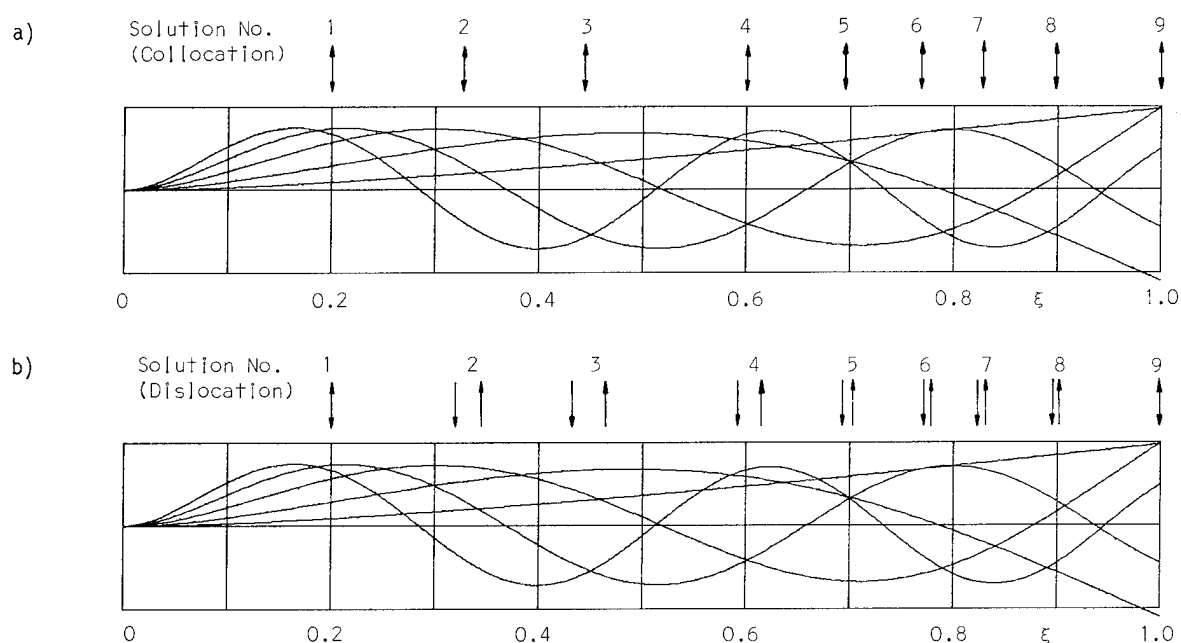 a) Solution No. 1 2 3 4 5 6 7 8 9
(Collocation)
0 0.2 0.4 0.6 0.8 ξ 1.0
b) Solution No. 1 2 3 4 5 6 7 8 9
(Dislocation)
0 0.2 0.4 0.6 0.8 ξ 1.0